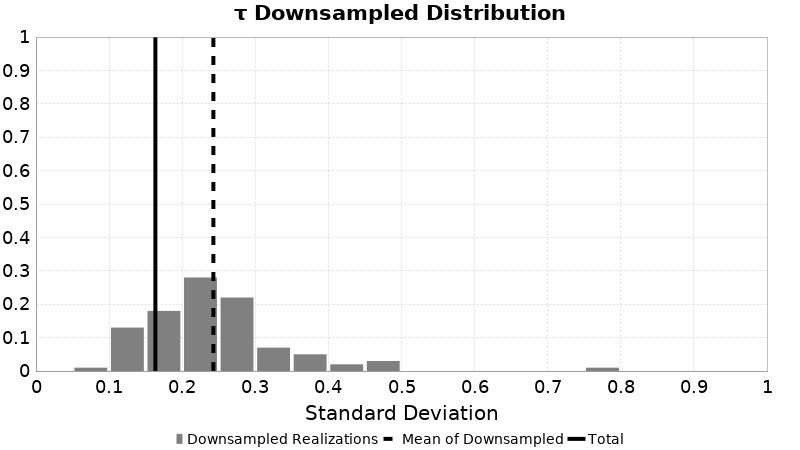 τ Downsampled Distribution
1
0.9
0.8
0.7
0.6
0.5
0.4
0.3
0.2
0.1
0
0 0.1 0.2 0.3 0.4 0.5 0.6 0.7 0.8 0.9 1
Standard Deviation
Downsampled Realizations Mean of Downsampled Total